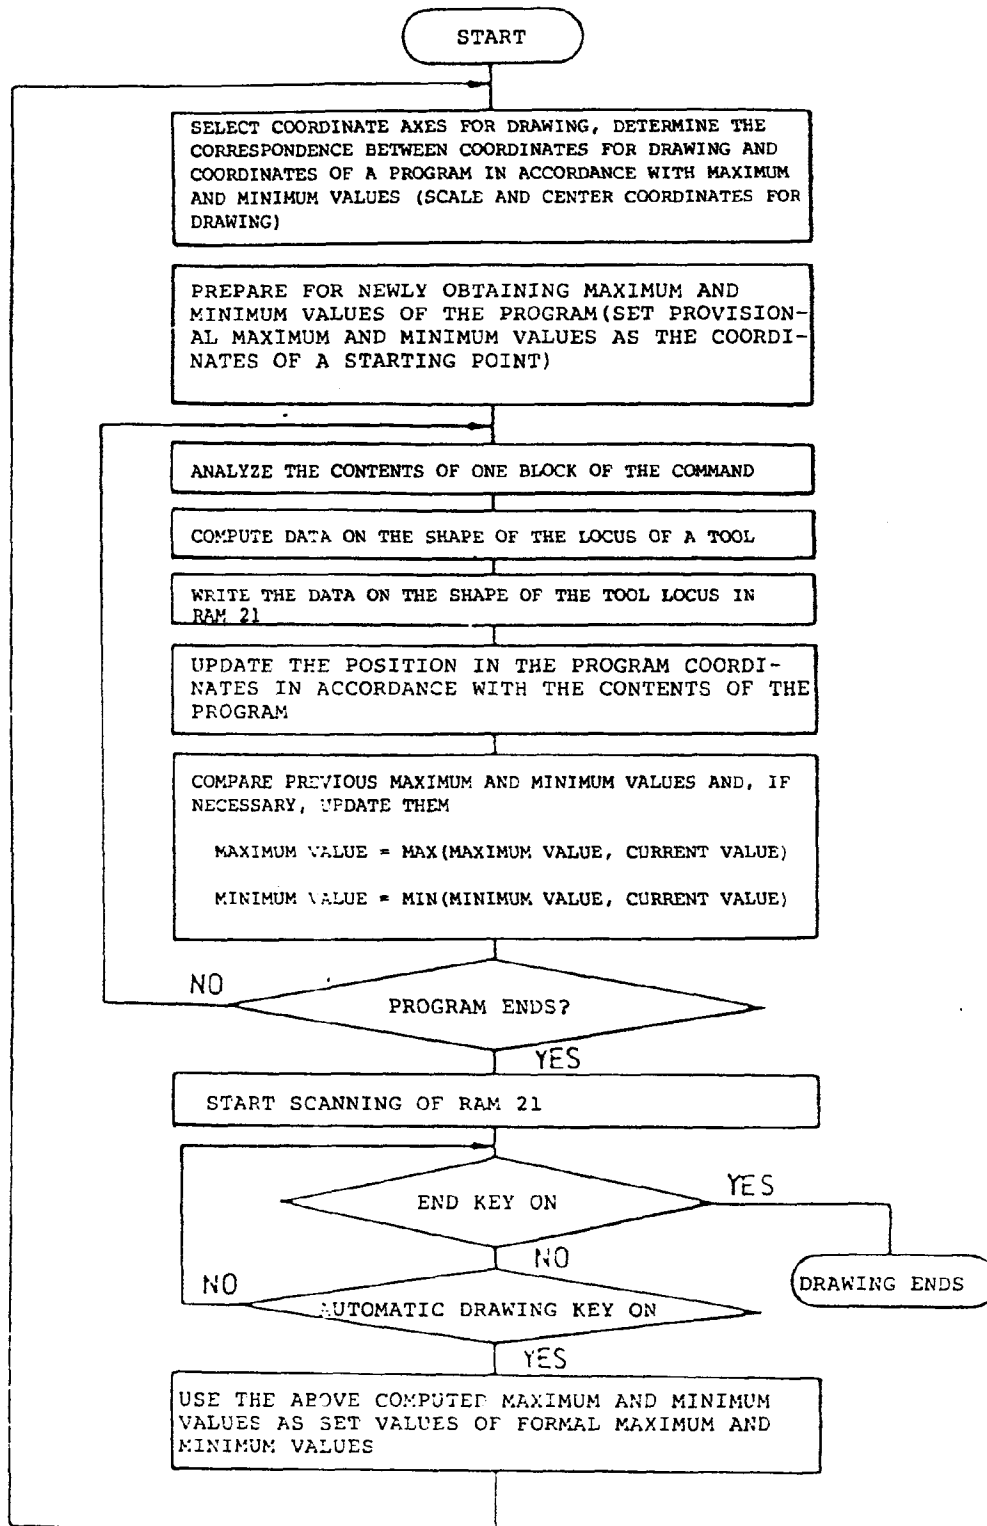 START
SELECT COORDINATE AXES FOR DRAWING, DETERMINE THE
CORRESPONDENCE BETWEEN COORDINATES FOR DRAWING AND
COORDINATES OF A PROGRAM IN ACCORDANCE WITH MAXIMUM
AND MINIMUM VALUES (SCALE AND CENTER COORDINATES FOR
DRAWING)
PREPARE FOR NEWLY OBTAINING MAXIMUM AND
MINIMUM VALUES OF THE PROGRAM(SET PROVISION-
AL MAXIMUM AND MINIMUM VALUES AS THE COORDI-
NATES OF A STARTING POINT)
ANALYZE THE CONTENTS OF ONE BLOCK OF THE COMMAND
COMPUTE DATA ON THE SHAPE OF THE LOCUS OF A TOOL
WRITE THE DATA ON THE SHAPE OF THE TOOL LOCUS IN
RAM 21
UPDATE THE POSITION IN THE PROGRAM COORDI-
NATES IN ACCORDANCE WITH THE CONTENTS OF THE
PROGRAM
COMPARE PREVIOUS MAXIMUM AND MINIMUM VALUES AND, IF
NECESSARY, UPDATE THEM
MAXIMUM VALUE = MAX(MAXIMUM VALUE, CURRENT VALUE)
MINIMUM VALUE = MIN(MINIMUM VALUE, CURRENT VALUE)
NO
PROGRAM ENDS?
YES
START SCANNING OF RAM 21
END KEY ON
YES
NO
DRAWING ENDS
NO
AUTOMATIC DRAWING KEY ON
YES
USE THE ABOVE COMPUTED MAXIMUM AND MINIMUM
VALUES AS SET VALUES OF FORMAL MAXIMUM AND
MINIMUM VALUES